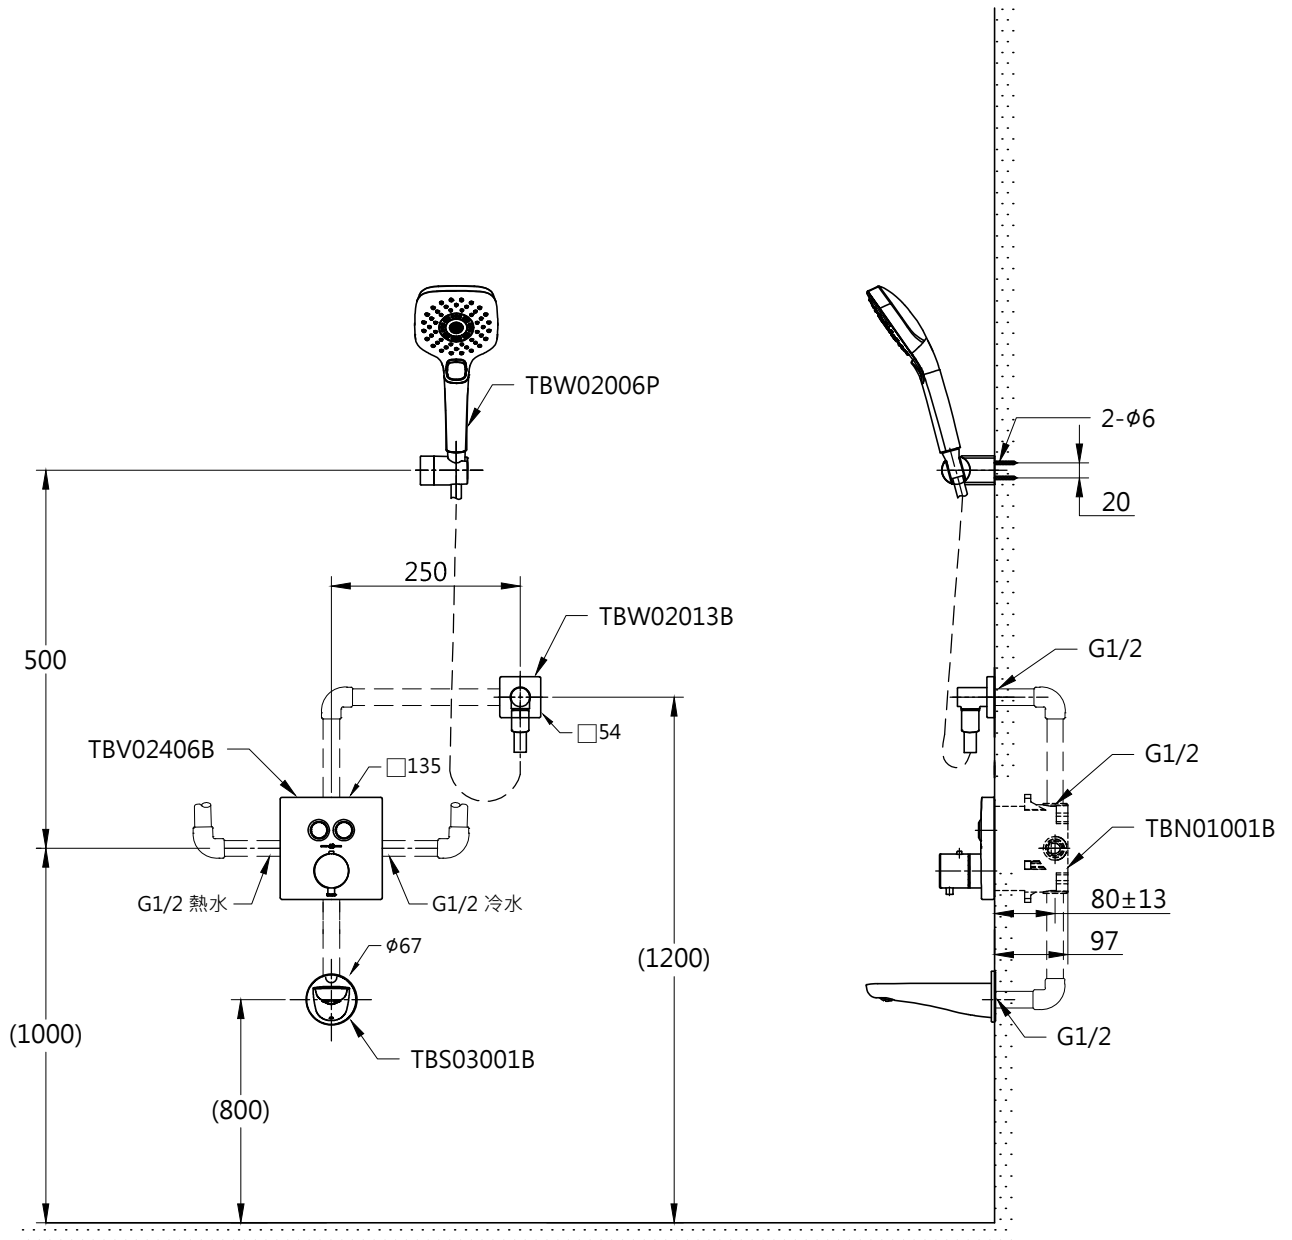 TBW02006P
2-φ6
20
250
TBW02013B
500
G1/2
□54
TBV02406B
□135
G1/2
TBN01001B
G1/2 熱水
G1/2 冷水
80±13
φ67
97
(1200)
(1000)
G1/2
TBS03001B
(800)